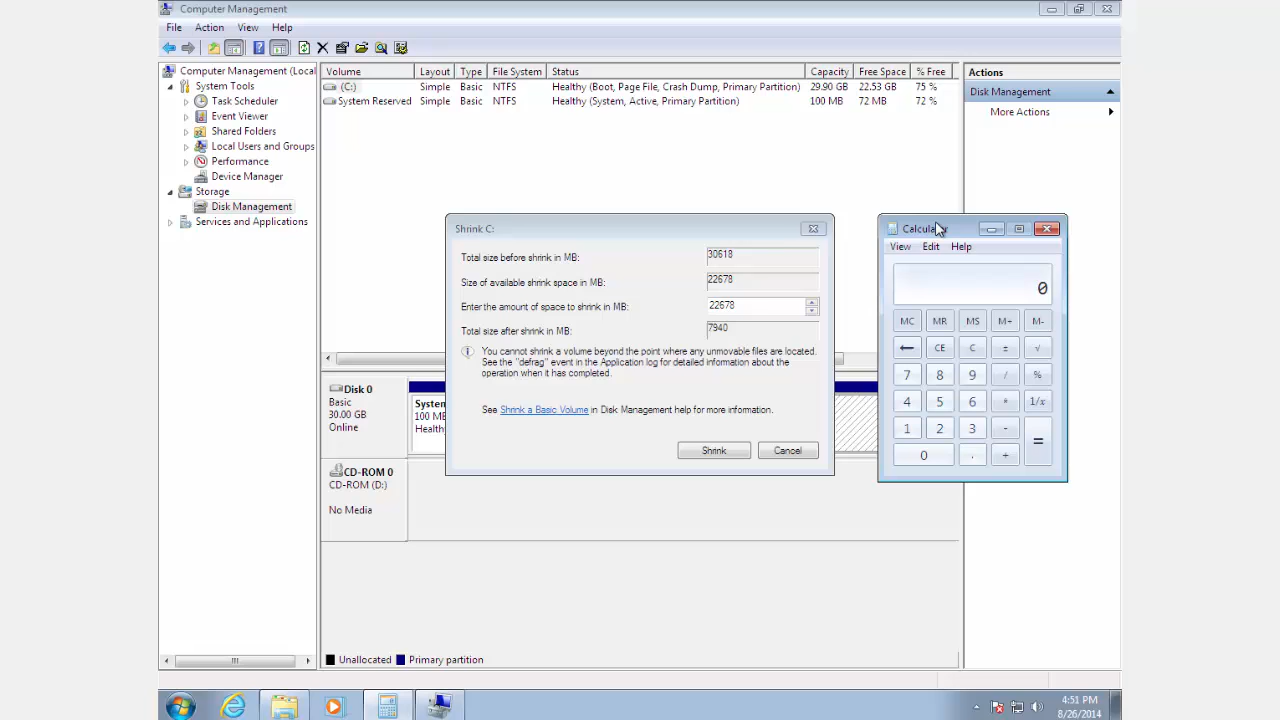 Computer Management
File Action View Help
Computer Management (Local
System Tools
Task Scheduler
Event Viewer
Shared Folders
Local Users and Groups
Performance
Device Manager
Storage
Disk Management
Services and Applications
Volume Layout Type File System Status Capacity Free Space % Free
(C:) Simple Basic NTFS Healthy (Boot, Page File, Crash Dump, Primary Partition) 29.90 GB 22.53 GB 75 %
System Reserved Simple Basic NTFS Healthy (System, Active, Primary Partition) 100 MB 72 MB 72 %
Actions
Disk Management
More Actions
Shrink C:
Total size before shrink in MB: 30618
Size of available shrink space in MB: 22678
Enter the amount of space to shrink in MB: 22678
Total size after shrink in MB: 7940
You cannot shrink a volume beyond the point where any unmovable files are located.
See the "defrag" event in the Application log for detailed information about the
operation when it has completed.
See Shrink a Basic Volume in Disk Management help for more information.
Shrink Cancel
Calculator
View Edit Help
0
MC MR MS M+ M-
← CE C ± √
7 8 9 / %
4 5 6 * 1/x
1 2 3 - =
0 . +
Disk 0
Basic
30.00 GB
Online
System
100 M
Health
CD-ROM 0
CD-ROM (D:)
No Media
Unallocated Primary partition
4:51 PM
8/26/2014